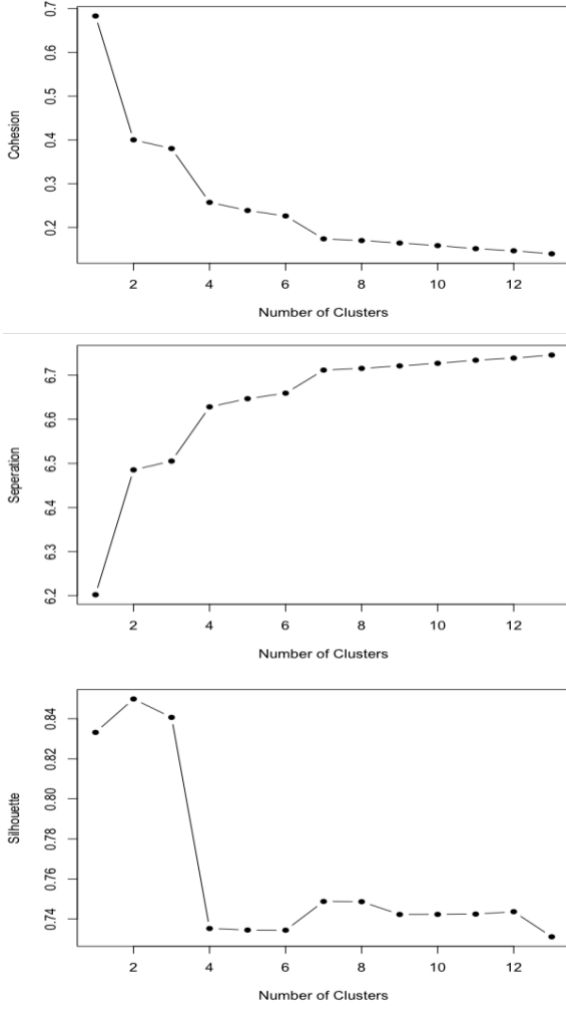 0.7
0.6
0.5
0.4
0.3
0.2
Cohesion
2 4 6 8 10 12
Number of Clusters
6.7
6.6
6.5
6.4
6.3
6.2
Seperation
2 4 6 8 10 12
Number of Clusters
0.84
0.82
0.80
0.78
0.76
0.74
Silhouette
2 4 6 8 10 12
Number of Clusters